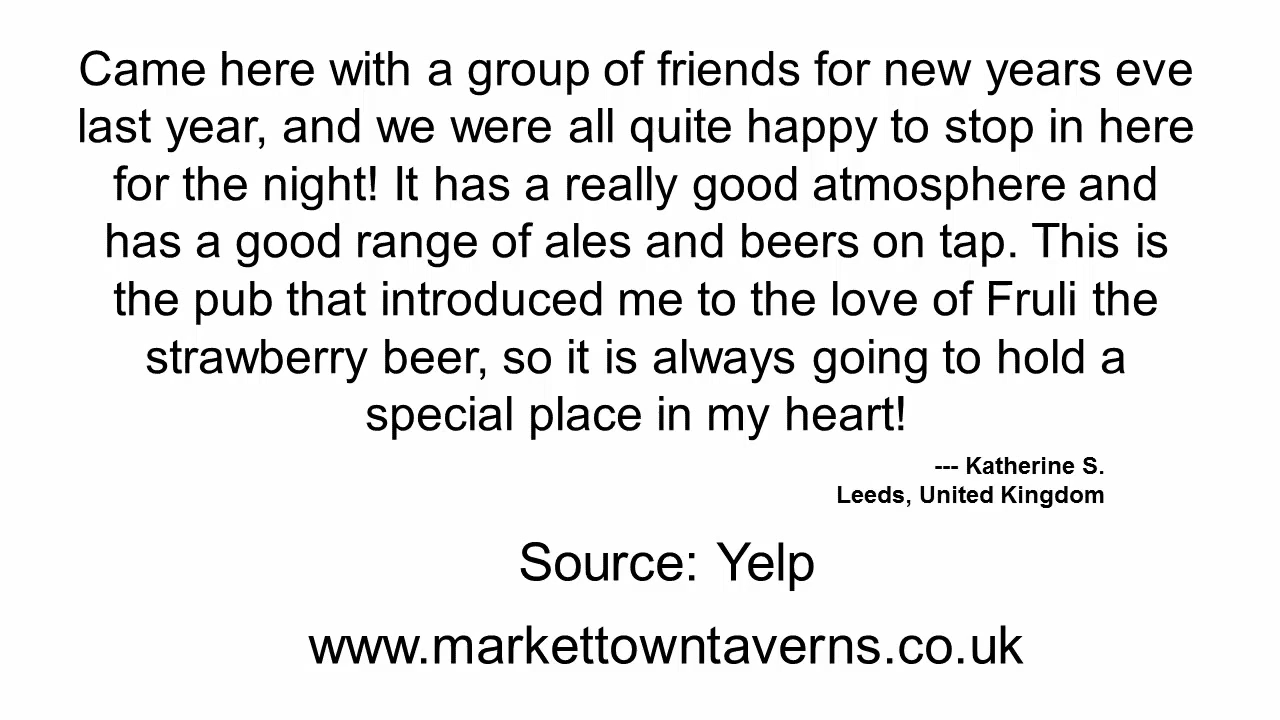 Came here with a group of friends for new years eve
last year, and we were all quite happy to stop in here
for the night! It has a really good atmosphere and
has a good range of ales and beers on tap. This is
the pub that introduced me to the love of Fruli the
strawberry beer, so it is always going to hold a
special place in my heart!
--- Katherine S.
Leeds, United Kingdom
Source: Yelp
www.markettowntaverns.co.uk